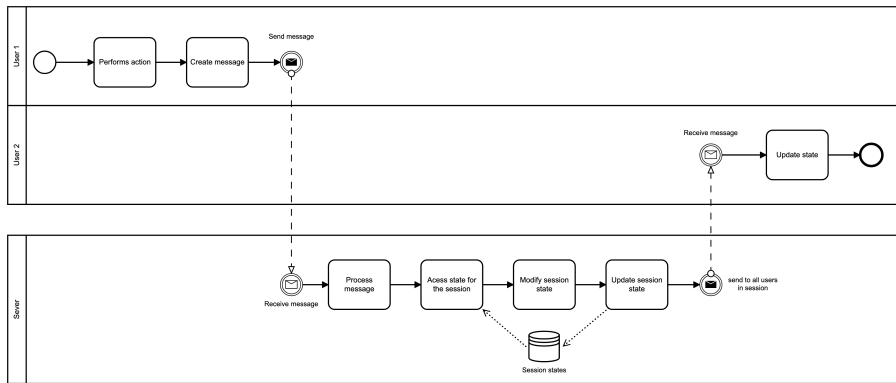 User 1
Performs action
Create message
Send message
User 2
Receive message
Update state
Sever
Receive message
Process
message
Acess state for
the session
Modify session
state
Update session
state
send to all users
in session
Session states